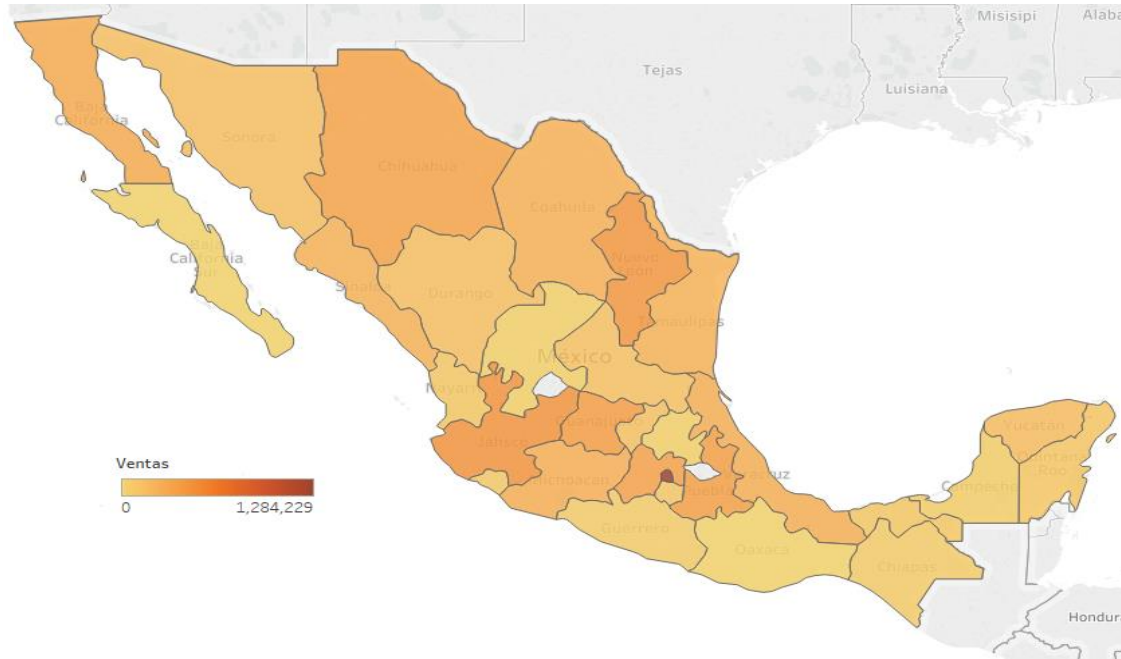 Misisipi
Alaba
Tejas
Luisiana
Baja
California
Sonora
Chihuahua
Coahuila
Nuevo
León
Baja
California
Sur
Sinaloa
Durango
Tamaulipas
México
Nayarit
Guanajuato
Jalisco
Yucatán
Ventas
Michoacán
Veracruz
Quintana
Roo
Puebla
Campeche
0
1,284,229
Guerrero
Oaxaca
Chiapas
Hondur